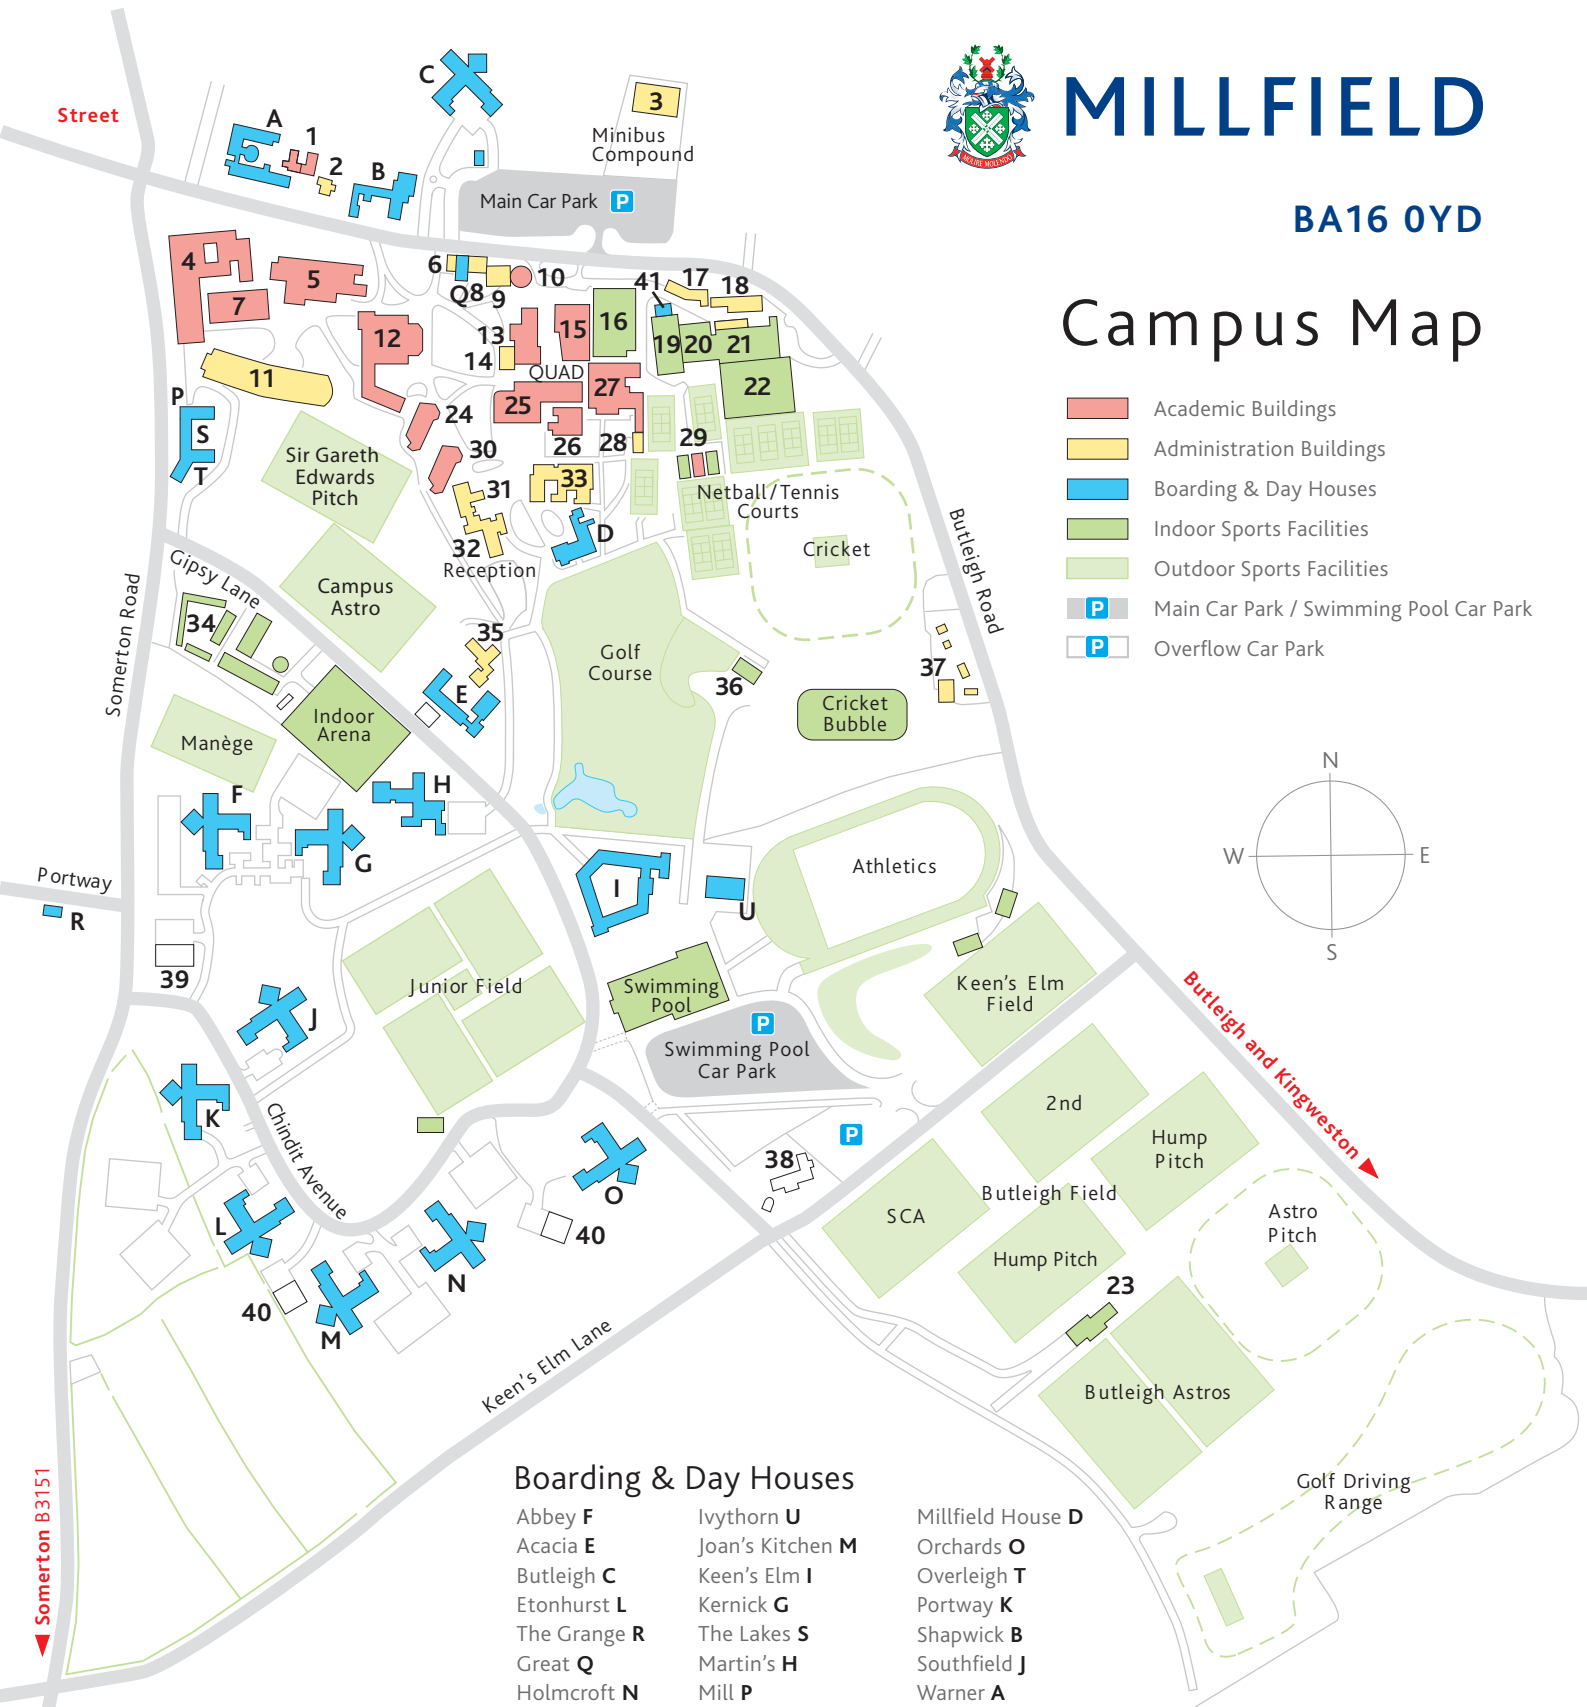 MILLFIELD
MOLIRE MOLENDO
BA16 0YD
Campus Map
Academic Buildings
Administration Buildings
Boarding & Day Houses
Indoor Sports Facilities
Outdoor Sports Facilities
P Main Car Park / Swimming Pool Car Park
P Overflow Car Park
N
W
E
S
Street
C
3
Minibus
Compound
A
1
2
B
Main Car Park P
4
5
7
6
Q
8
9
10
41
17
18
12
13
14
15
16
19
20
21
22
QUAD
11
24
25
26
27
28
29
P
S
T
30
31
32
33
D
Reception
Sir Gareth
Edwards
Pitch
Campus
Astro
Netball/Tennis
Courts
Cricket
Butleigh Road
Gipsy Lane
Somerton Road
34
35
E
Golf
Course
36
37
Cricket
Bubble
Indoor
Arena
Manège
F
G
H
Portway
R
39
I
U
Athletics
Junior Field
Swimming
Pool
P
Swimming Pool
Car Park
Keen's Elm
Field
Butleigh and Kingweston
J
K
Chindit Avenue
L
M
N
O
40
40
P
38
2nd
Hump
Pitch
Butleigh Field
SCA
Hump Pitch
Astro
Pitch
23
Butleigh Astros
Keen's Elm Lane
Golf Driving
Range
Somerton B3151
Boarding & Day Houses
Abbey F
Acacia E
Butleigh C
Etonhurst L
The Grange R
Great Q
Holmcroft N
Ivythorn U
Joan's Kitchen M
Keen's Elm I
Kernick G
The Lakes S
Martin's H
Mill P
Millfield House D
Orchards O
Overleigh T
Portway K
Shapwick B
Southfield J
Warner A